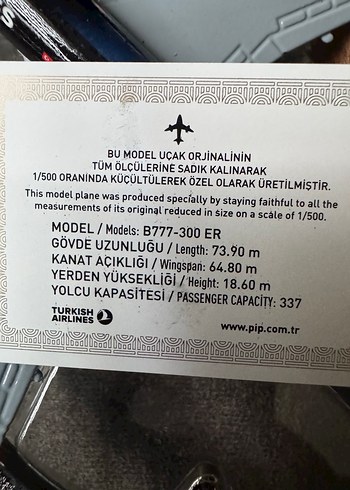 BU MODEL UÇAK ORJİNALİNİN
TÜM ÖLÇÜLERİNE SADIK KALINARAK
1/500 ORANINDA KÜÇÜLTÜLEREK ÖZEL OLARAK ÜRETİLMİŞTİR.
This model plane was produced specially by staying faithful to all the
measurements of its original reduced in size on a scale of 1/500.
MODEL / Models: B777-300 ER
GÖVDE UZUNLUĞU / Length: 73.90 m
KANAT AÇIKLIĞI / Wingspan: 64.80 m
YERDEN YÜKSEKLİĞİ / Height: 18.60 m
YOLCU KAPASİTESİ / PASSENGER CAPACITY: 337
TURKISH
AIRLINES
www.pip.com.tr